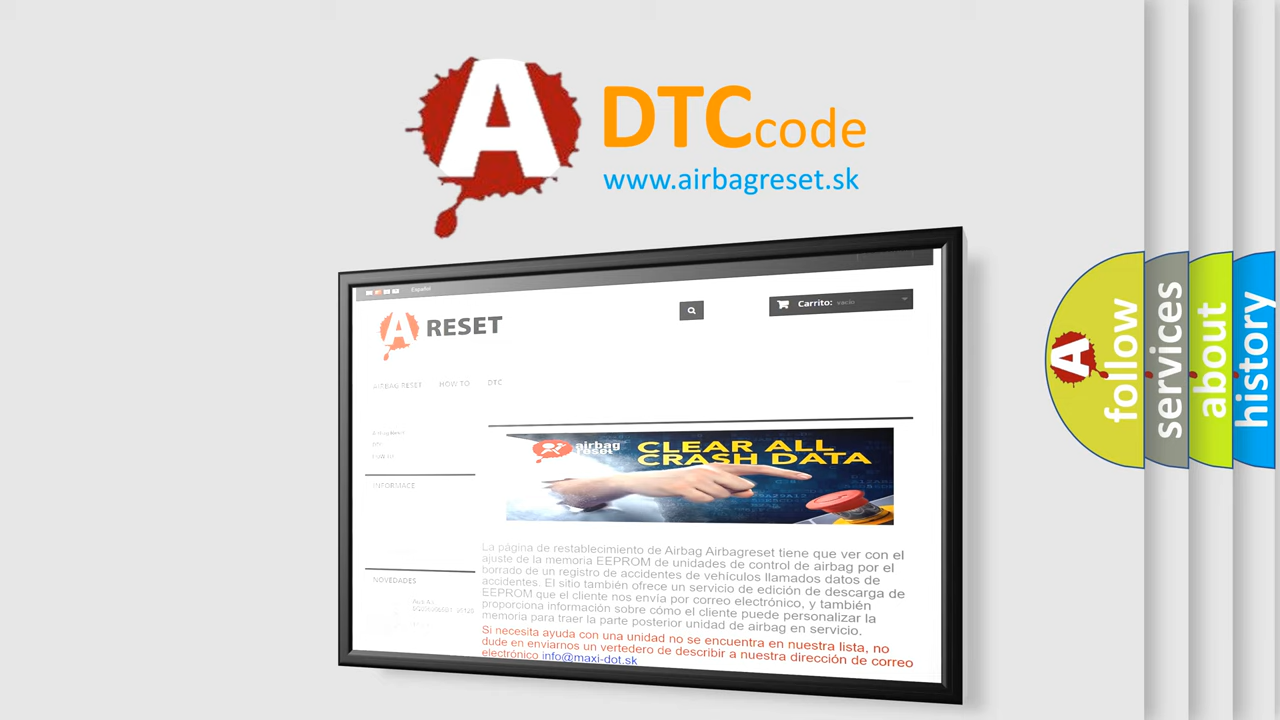 A
DTCcode
www.airbagreset.sk
Español
Carrito: vacío
A RESET
AIRBAG RESET HOW TO DTC
airbag
reset
CLEAR ALL
CRASH DATA
INFORMACE
NOVEDADES
La página de restablecimiento de Airbag Airbagreset tiene que ver con el
ajuste de la memoria EEPROM de unidades de control de airbag por el
borrado de un registro de accidentes de vehículos llamados datos de
accidentes. El sitio también ofrece un servicio de edición de descarga de
EEPROM que el cliente nos envía por correo electrónico, y también
proporciona información sobre cómo el cliente puede personalizar la
memoria para traer la parte posterior unidad de airbag en servicio.
Si necesita ayuda con una unidad no se encuentra en nuestra lista, no
dude en enviarnos un vertedero de describir a nuestra dirección de correo
electrónico info@maxi-dot.sk
A
follow
services
about
history